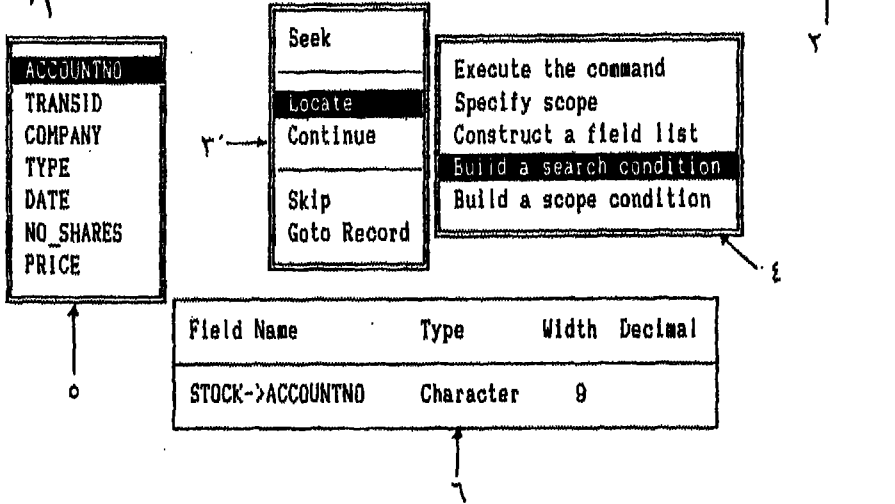 ACCOUNTNO
TRANSID
COMPANY
TYPE
DATE
NO_SHARES
PRICE
٥
Seek
Locate
Continue
Skip
Goto Record
٣
Execute the command
Specify scope
Construct a field list
Build a search condition
Build a scope condition
٢
٤
Field Name Type Width Decimal
STOCK->ACCOUNTNO Character 9
٦